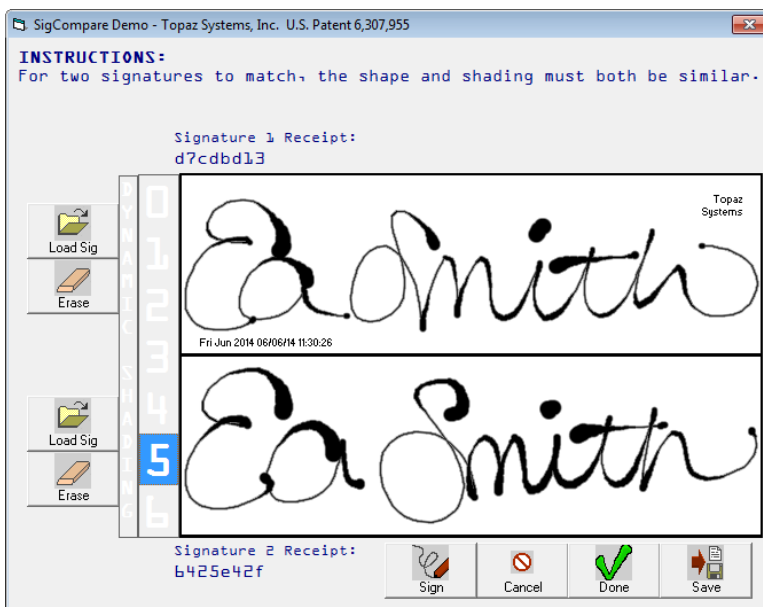 SigCompare Demo - Topaz Systems, Inc. U.S. Patent 6,307,955
INSTRUCTIONS:
For two signatures to match, the shape and shading must both be similar.
Signature 1 Receipt:
d7cdbd13
DYNAMIC SHADING
0
1
2
3
4
5
6
Load Sig
Erase
Topaz
Systems
Ea Smith
Fri Jun 2014 06/06/14 11:30:26
Load Sig
Erase
Ea Smith
Signature 2 Receipt:
6425e42f
Sign
Cancel
Done
Save